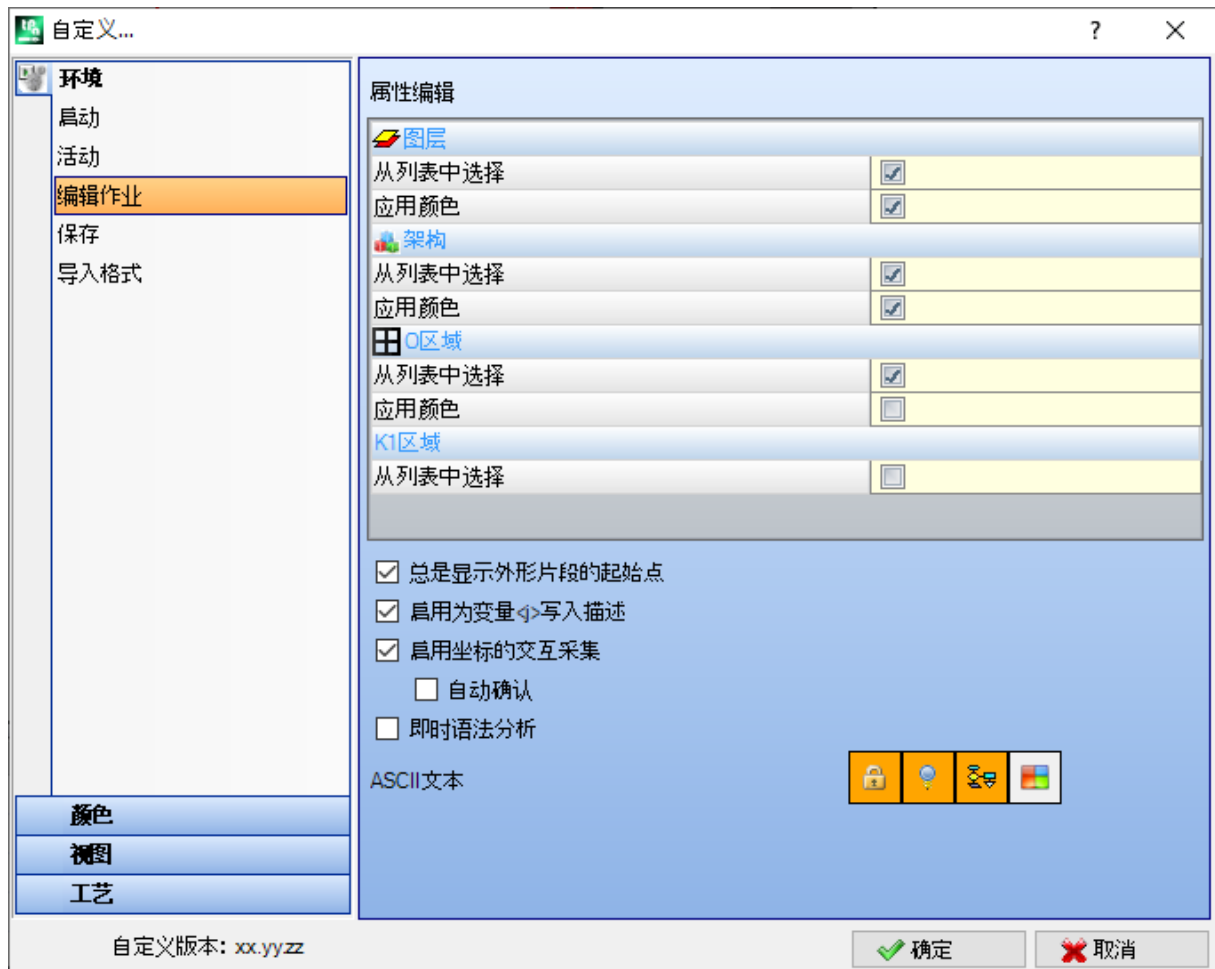 自定义...
?
环境
启动
活动
编辑作业
保存
导入格式
颜色
视图
工艺
属性编辑
图层
从列表中选择
应用颜色
架构
从列表中选择
应用颜色
O区域
从列表中选择
应用颜色
K1区域
从列表中选择
总是显示外形片段的起始点
启用为变量<j>写入描述
启用坐标的交互采集
自动确认
即时语法分析
ASCII文本
自定义版本: xx.yy.zz
确定
取消